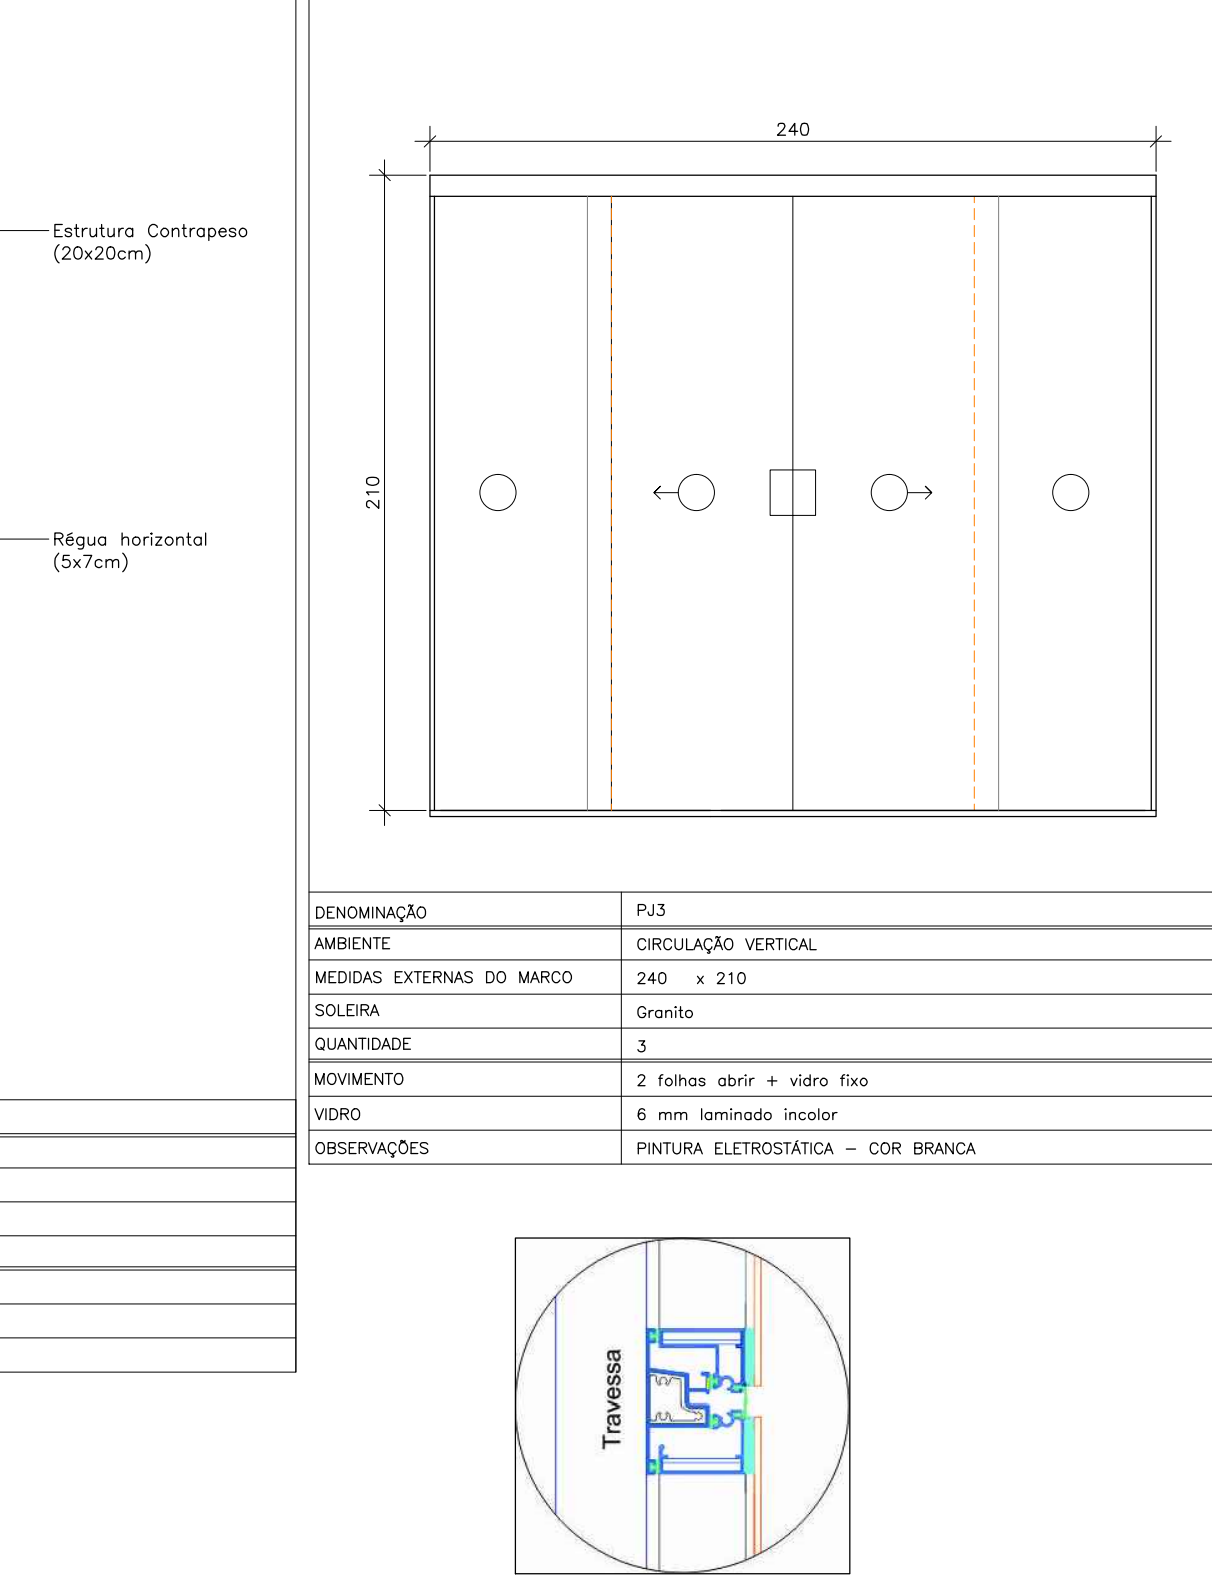 240
Estrutura Contrapeso
(20x20cm)
210
Régua horizontal
(5x7cm)
DENOMINAÇÃO PJ3
AMBIENTE CIRCULAÇÃO VERTICAL
MEDIDAS EXTERNAS DO MARCO 240 x 210
SOLEIRA Granito
QUANTIDADE 3
MOVIMENTO 2 folhas abrir + vidro fixo
VIDRO 6 mm laminado incolor
OBSERVAÇÕES PINTURA ELETROSTÁTICA – COR BRANCA
Travessa